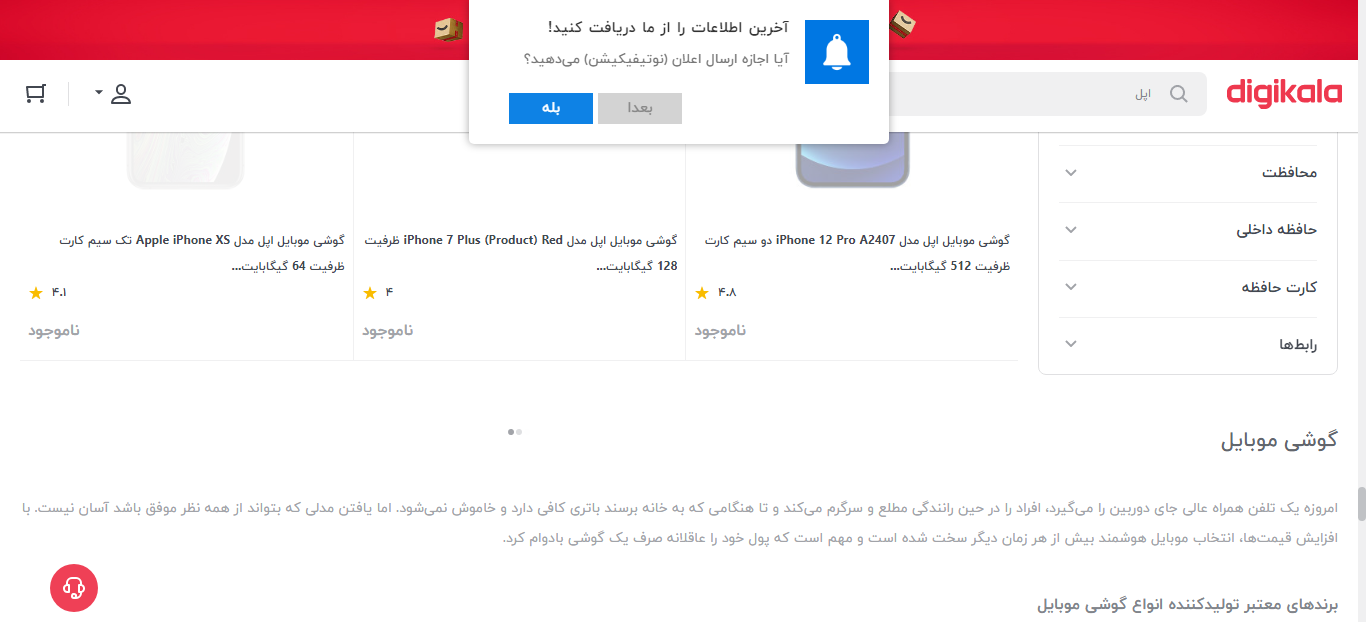 آخرین اطلاعات را از ما دریافت کنید!
آیا اجازه ارسال اعلان (نوتیفیکیشن) می‌دهید؟
بعدا
بله
digikala
اپل
محافظت
حافظه داخلی
کارت حافظه
رابط‌ها
گوشی موبایل اپل مدل iPhone 12 Pro A2407 دو سیم کارت
ظرفیت 512 گیگابایت...
۴.۸
ناموجود
گوشی موبایل اپل مدل iPhone 7 Plus (Product) Red ظرفیت
128 گیگابایت...
۴
ناموجود
گوشی موبایل اپل مدل Apple iPhone XS تک سیم کارت
ظرفیت 64 گیگابایت...
۴.۱
ناموجود
گوشی موبایل
امروزه یک تلفن همراه عالی جای دوربین را می‌گیرد، افراد را در حین رانندگی مطلع و سرگرم می‌کند و تا هنگامی که به خانه برسند باتری کافی دارد و خاموش نمی‌شود. اما یافتن مدلی که بتواند از همه نظر موفق باشد آسان نیست. با
افزایش قیمت‌ها، انتخاب موبایل هوشمند بیش از هر زمان دیگر سخت شده است و مهم است که پول خود را عاقلانه صرف یک گوشی بادوام کرد.
برندهای معتبر تولیدکننده انواع گوشی موبایل